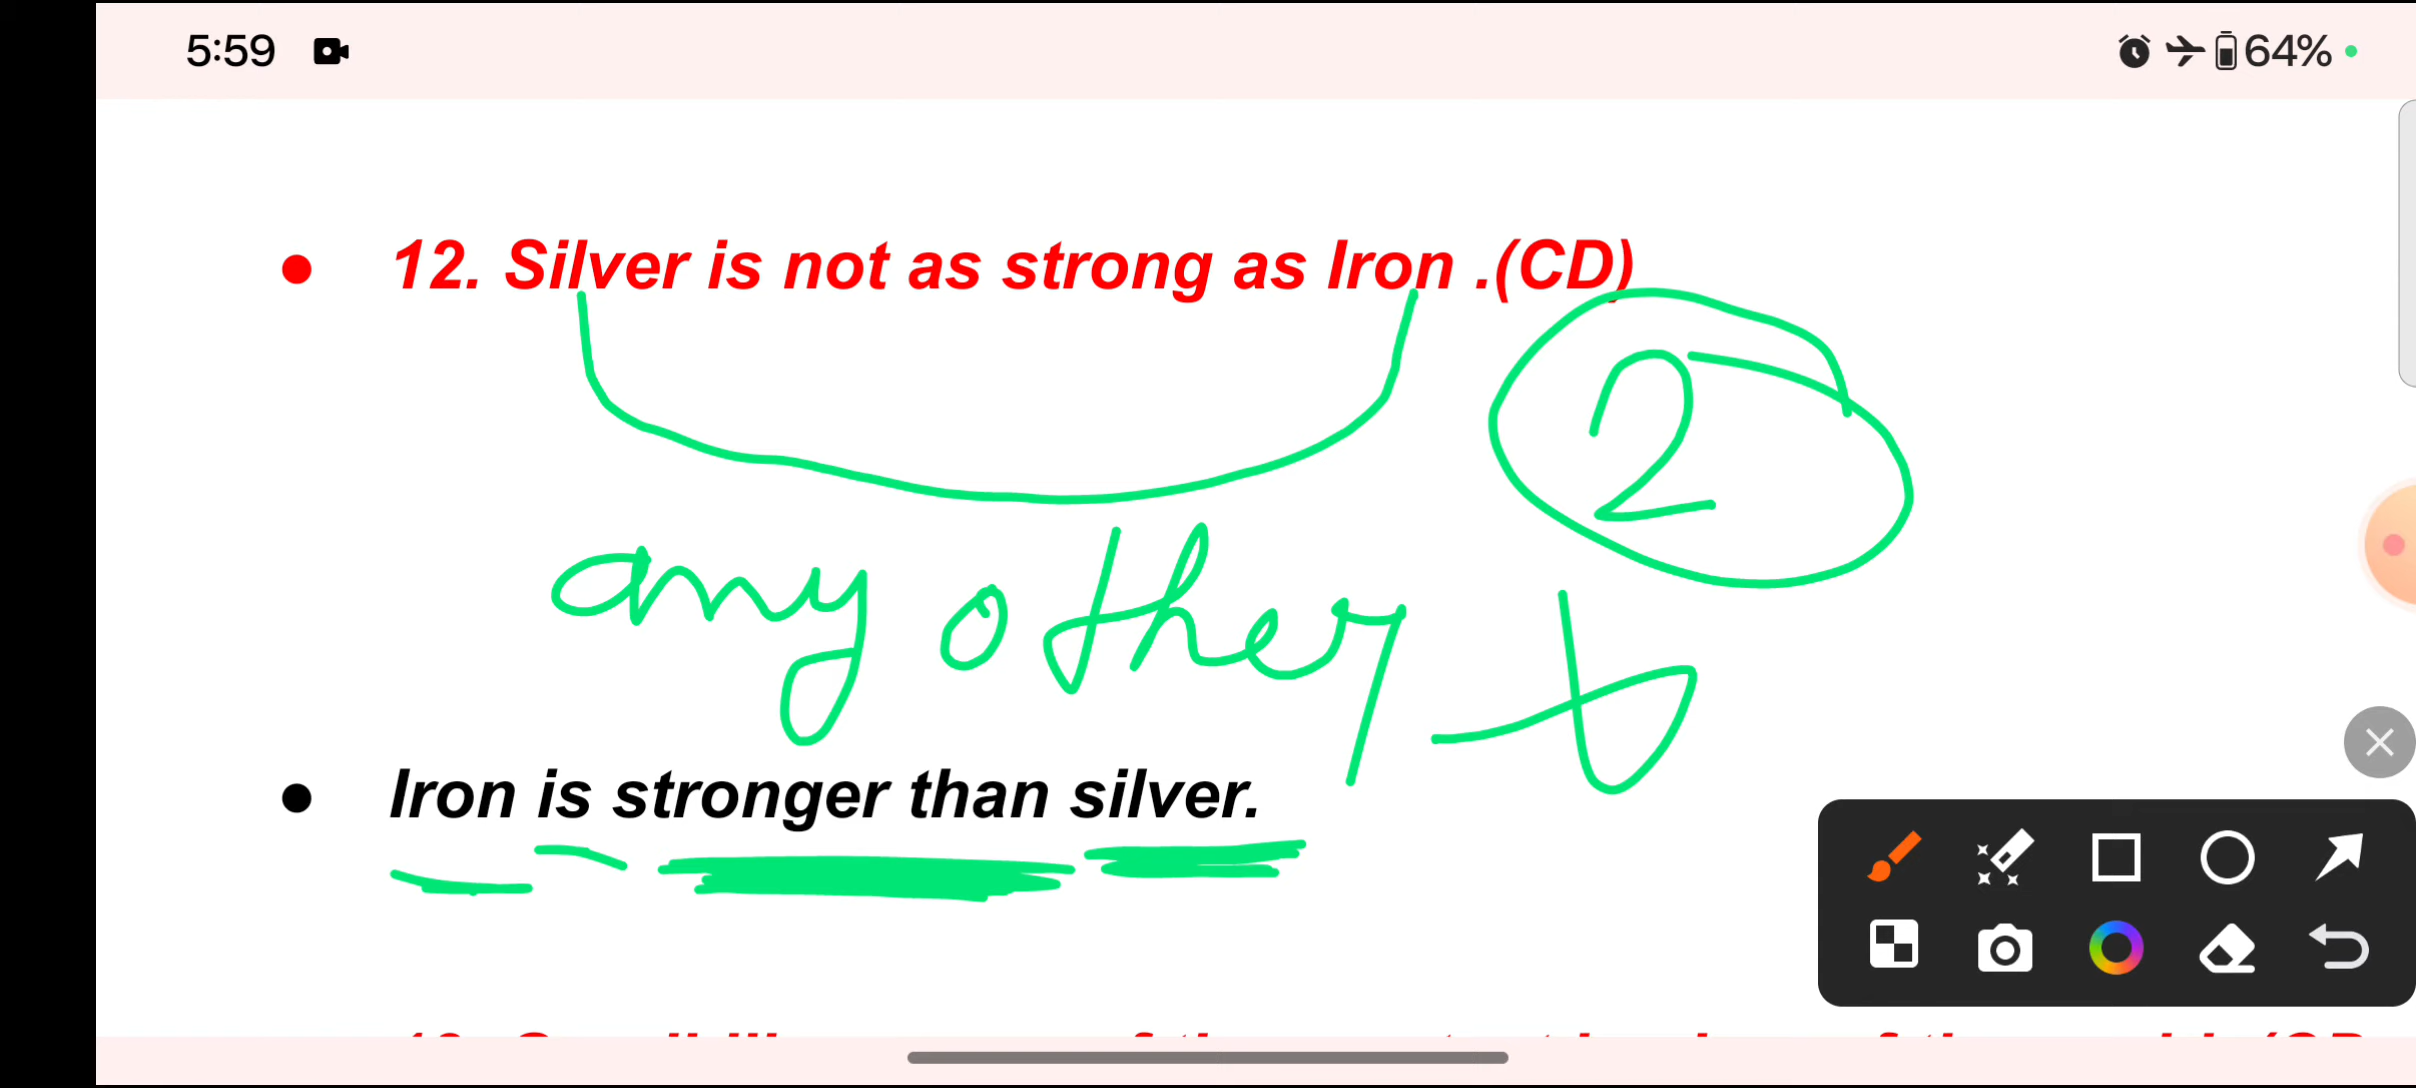 5:59 64%
• 12. Silver is not as strong as Iron .(CD)
2
any other
• Iron is stronger than silver.